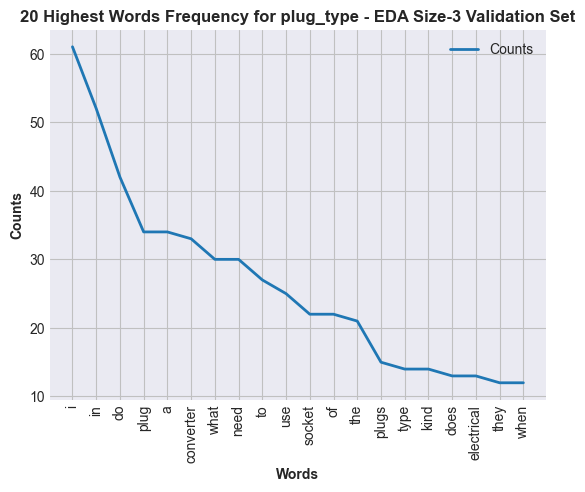 20 Highest Words Frequency for plug_type - EDA Size-3 Validation Set
Counts
60
50
40
30
20
10
Counts
i
in
do
plug
a
converter
what
need
to
use
socket
of
the
plugs
type
kind
does
electrical
they
when
Words